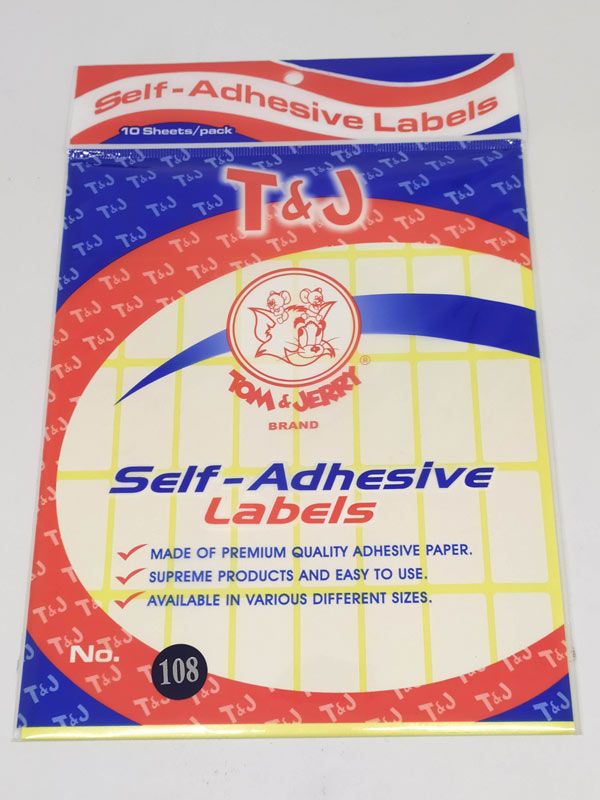 Self-Adhesive Labels
10 Sheets/pack
T&J
TOM & JERRY®
BRAND
Self-Adhesive
Labels
MADE OF PREMIUM QUALITY ADHESIVE PAPER.
SUPREME PRODUCTS AND EASY TO USE.
AVAILABLE IN VARIOUS DIFFERENT SIZES.
No. 108